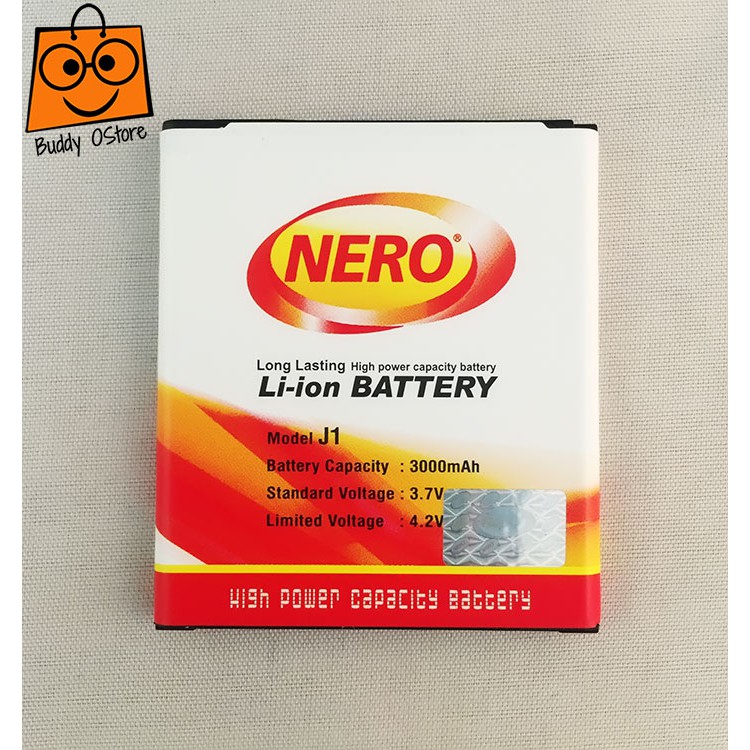 Buddy OStore
NERO®
Long Lasting High power capacity battery
Li-ion BATTERY
Model J1
Battery Capacity : 3000mAh
Standard Voltage : 3.7V
Limited Voltage : 4.2V
High Power Capacity Battery